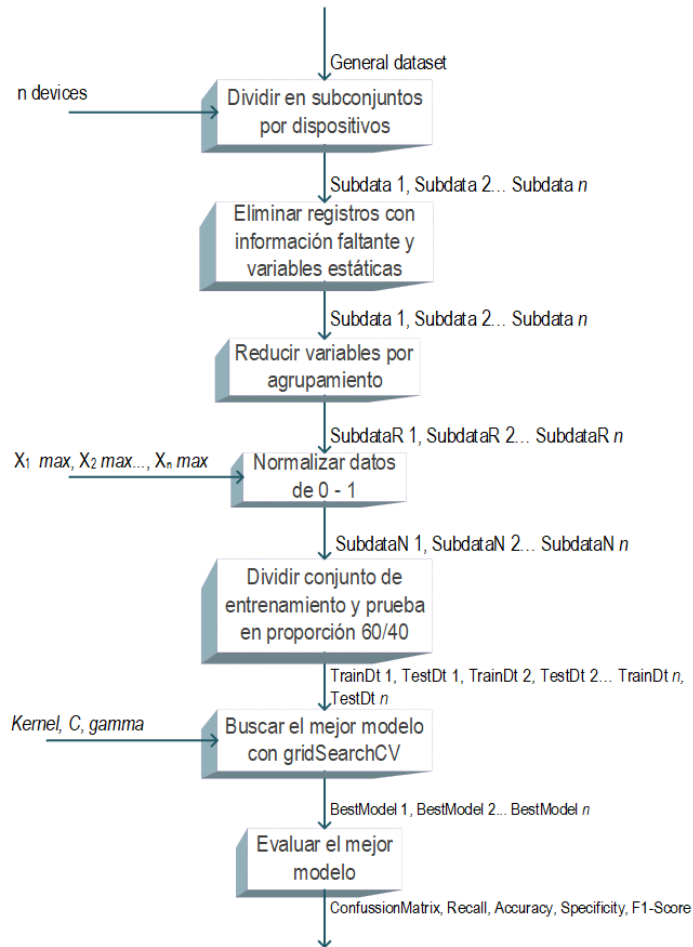 General dataset
n devices
Dividir en subconjuntos
por dispositivos
Subdata 1, Subdata 2... Subdata n
Eliminar registros con
información faltante y
variables estáticas
Subdata 1, Subdata 2... Subdata n
Reducir variables por
agrupamiento
SubdataR 1, SubdataR 2... SubdataR n
X₁ max, X₂ max..., Xₙ max
Normalizar datos
de 0 - 1
SubdataN 1, SubdataN 2... SubdataN n
Dividir conjunto de
entrenamiento y prueba
en proporción 60/40
TrainDt 1, TestDt 1, TrainDt 2, TestDt 2... TrainDt n,
TestDt n
Kernel, C, gamma
Buscar el mejor modelo
con gridSearchCV
BestModel 1, BestModel 2... BestModel n
Evaluar el mejor
modelo
ConfussionMatrix, Recall, Accuracy, Specificity, F1-Score